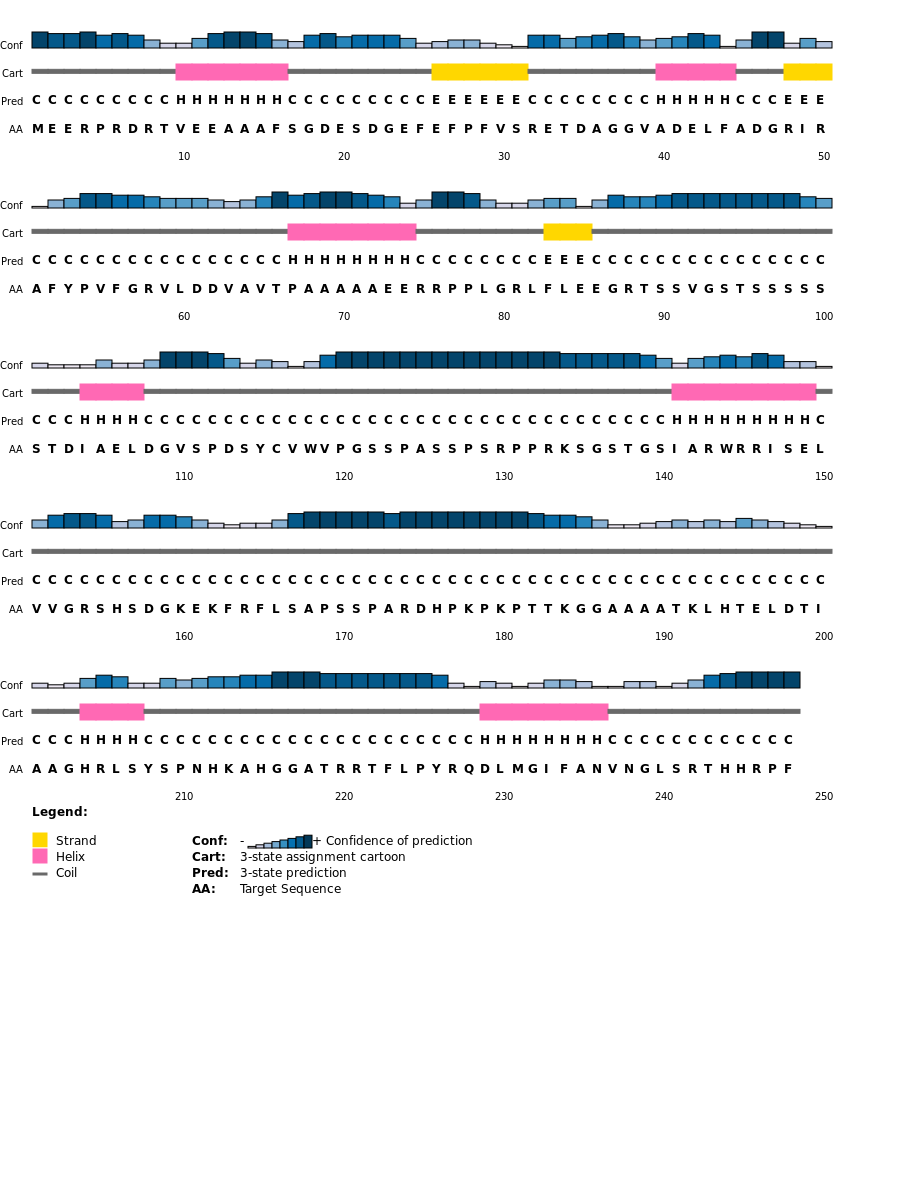 Conf
Cart
Pred C C C C C C C C C H H H H H H H C C C C C C C C C E E E E E E C C C C C C C C H H H H H C C C E E E
AA M E E R P R D R T V E E A A A F S G D E S D G E F E F P F V S R E T D A G G V A D E L F A D G R I R
10 20 30 40 50
Conf
Cart
Pred C C C C C C C C C C C C C C C C H H H H H H H H C C C C C C C C E E E C C C C C C C C C C C C C C C
AA A F Y P V F G R V L D D V A V T P A A A A A E E R R P P L G R L F L E E G R T S S V G S T S S S S S
60 70 80 90 100
Conf
Cart
Pred C C C H H H H C C C C C C C C C C C C C C C C C C C C C C C C C C C C C C C C C H H H H H H H H H C
AA S T D I A E L D G V S P D S Y C V W V P G S S P A S S P S R P P R K S G S T G S I A R W R R I S E L
110 120 130 140 150
Conf
Cart
Pred C C C C C C C C C C C C C C C C C C C C C C C C C C C C C C C C C C C C C C C C C C C C C C C C C C
AA V V G R S H S D G K E K F R F L S A P S S P A R D H P K P K P T T K G G A A A A T K L H T E L D T I
160 170 180 190 200
Conf
Cart
Pred C C C H H H H C C C C C C C C C C C C C C C C C C C C C H H H H H H H H C C C C C C C C C C C C
AA A A G H R L S Y S P N H K A H G G A T R R T F L P Y R Q D L M G I F A N V N G L S R T H H R P F
210 220 230 240 250
Legend:
Strand Conf: - + Confidence of prediction
Helix Cart: 3-state assignment cartoon
Coil Pred: 3-state prediction
AA: Target Sequence